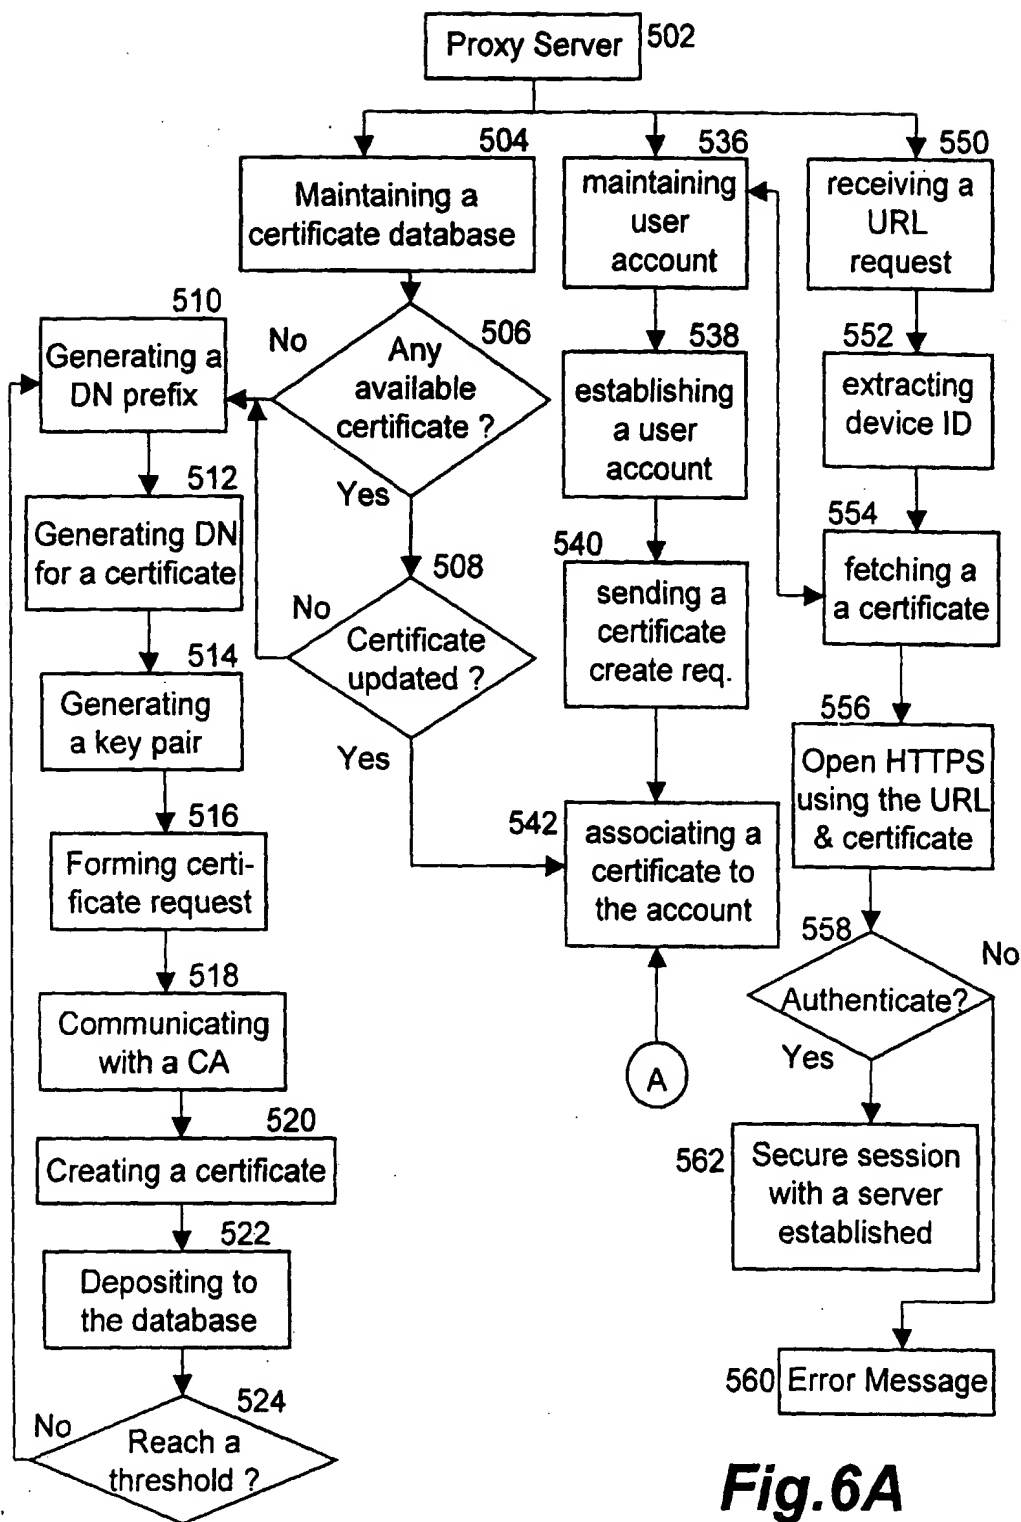 Proxy Server
502
504
Maintaining a
certificate database
536
maintaining
user
account
550
receiving a
URL
request
510
Generating a
DN prefix
No
506
Any
available
certificate ?
Yes
538
establishing
a user
account
552
extracting
device ID
512
Generating DN
for a certificate
508
No
Certificate
updated ?
Yes
540
sending a
certificate
create req.
554
fetching a
a certificate
514
Generating
a key pair
556
Open HTTPS
using the URL
& certificate
516
Forming certi-
ficate request
542
associating a
certificate to
the account
558
No
Authenticate?
Yes
518
Communicating
with a CA
A
520
Creating a certificate
562
Secure session
with a server
established
522
Depositing to
the database
560
Error Message
524
No
Reach a
threshold ?
Fig.6A